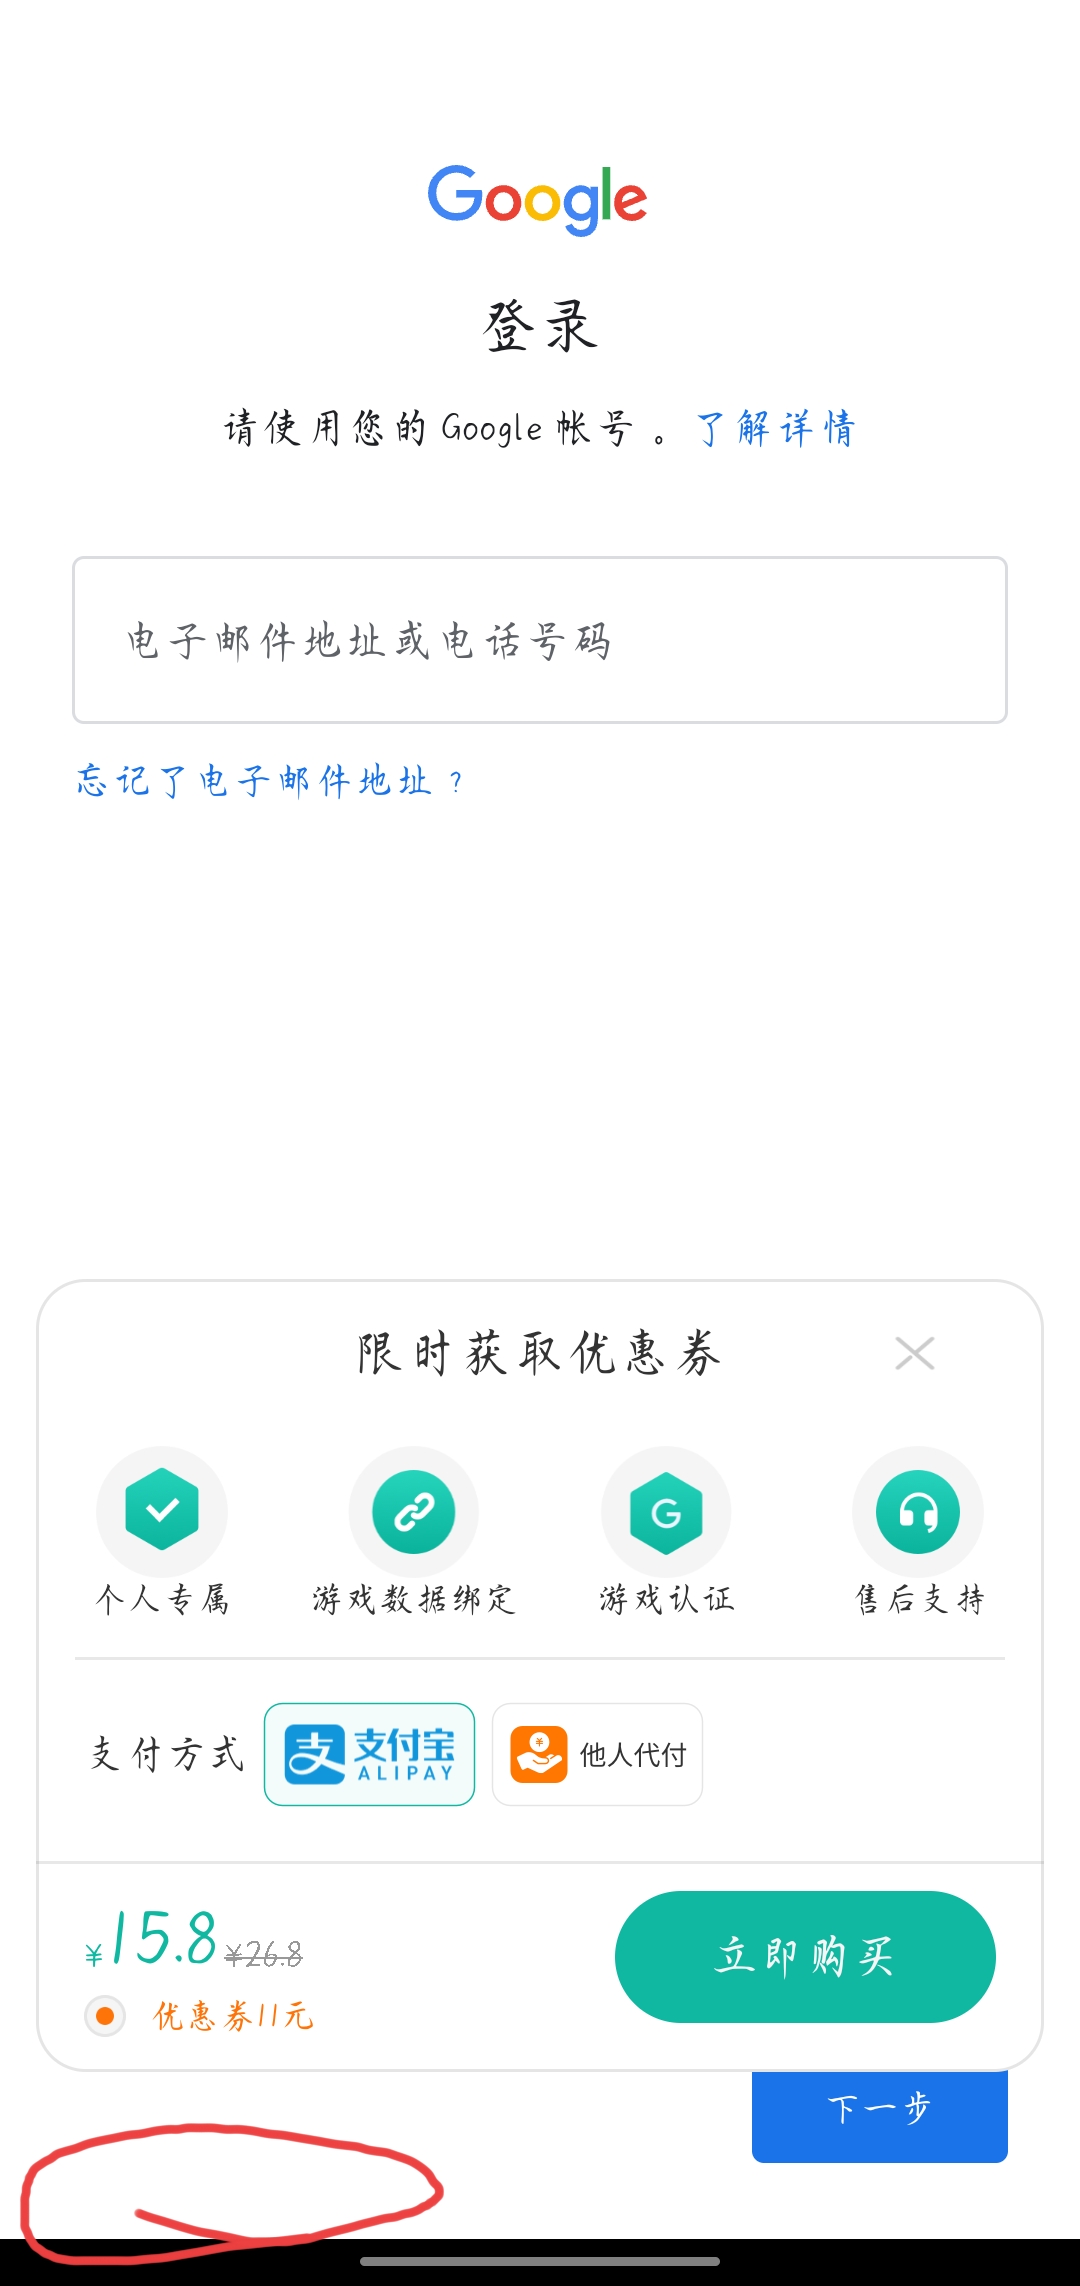 Google
登录
请使用您的 Google 帐号 。了解详情
电子邮件地址或电话号码
忘记了电子邮件地址？
限时获取优惠券
个人专属 游戏数据绑定 游戏认证 售后支持
支付方式 支付宝 ALIPAY 他人代付
¥15.8 ¥26.8
立即购买
优惠券11元
下一步